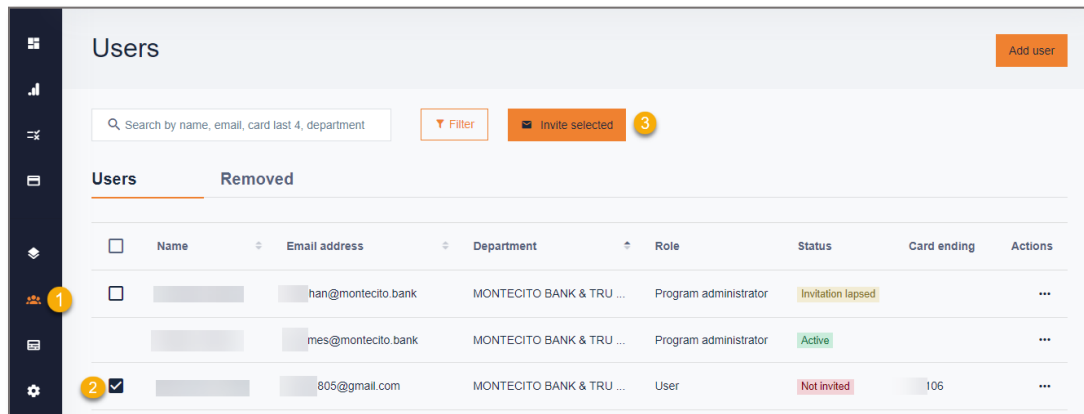 Users
Add user
Search by name, email, card last 4, department
Filter
Invite selected
3
Users
Removed
Name
Email address
Department
Role
Status
Card ending
Actions
1
han@montecito.bank
MONTECITO BANK & TRU ...
Program administrator
Invitation lapsed
mes@montecito.bank
MONTECITO BANK & TRU ...
Program administrator
Active
2
805@gmail.com
MONTECITO BANK & TRU ...
User
Not invited
106